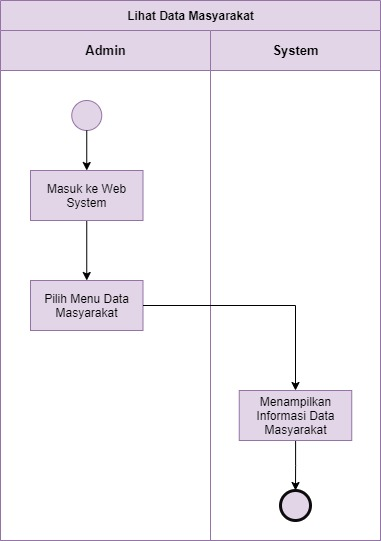 Lihat Data Masyarakat
Admin
System
Masuk ke Web
System
Pilih Menu Data
Masyarakat
Menampilkan
Informasi Data
Masyarakat